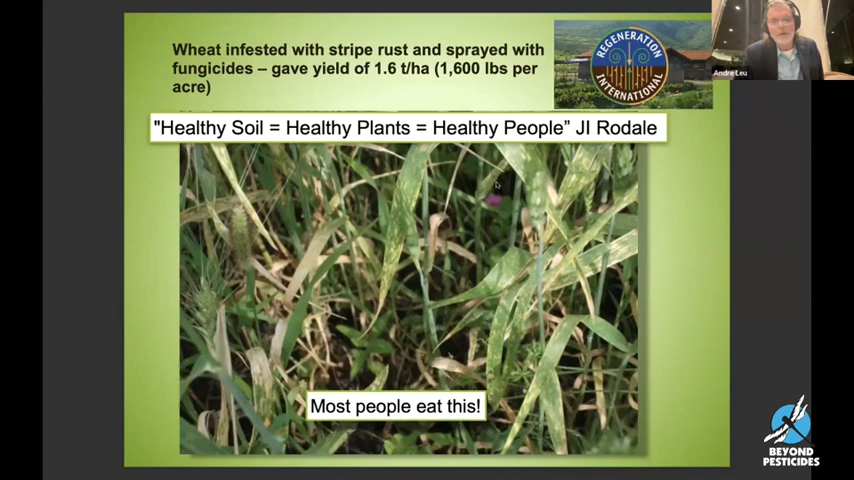 Wheat infested with stripe rust and sprayed with
fungicides – gave yield of 1.6 t/ha (1,600 lbs per
acre)
REGENERATION
INTERNATIONAL
Andre Leu
"Healthy Soil = Healthy Plants = Healthy People” JI Rodale
Most people eat this!
BEYOND
PESTICIDES